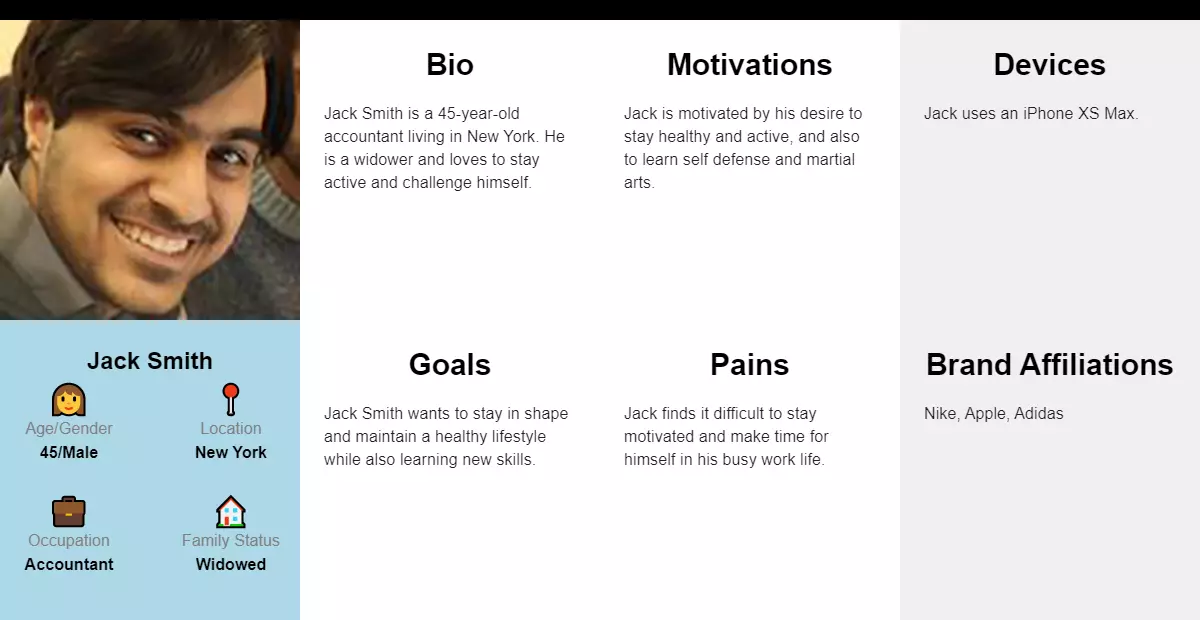 Bio
Jack Smith is a 45-year-old
accountant living in New York. He
is a widower and loves to stay
active and challenge himself.
Motivations
Jack is motivated by his desire to
stay healthy and active, and also
to learn self defense and martial
arts.
Devices
Jack uses an iPhone XS Max.
Jack Smith
Age/Gender
45/Male
Location
New York
Occupation
Accountant
Family Status
Widowed
Goals
Jack Smith wants to stay in shape
and maintain a healthy lifestyle
while also learning new skills.
Pains
Jack finds it difficult to stay
motivated and make time for
himself in his busy work life.
Brand Affiliations
Nike, Apple, Adidas